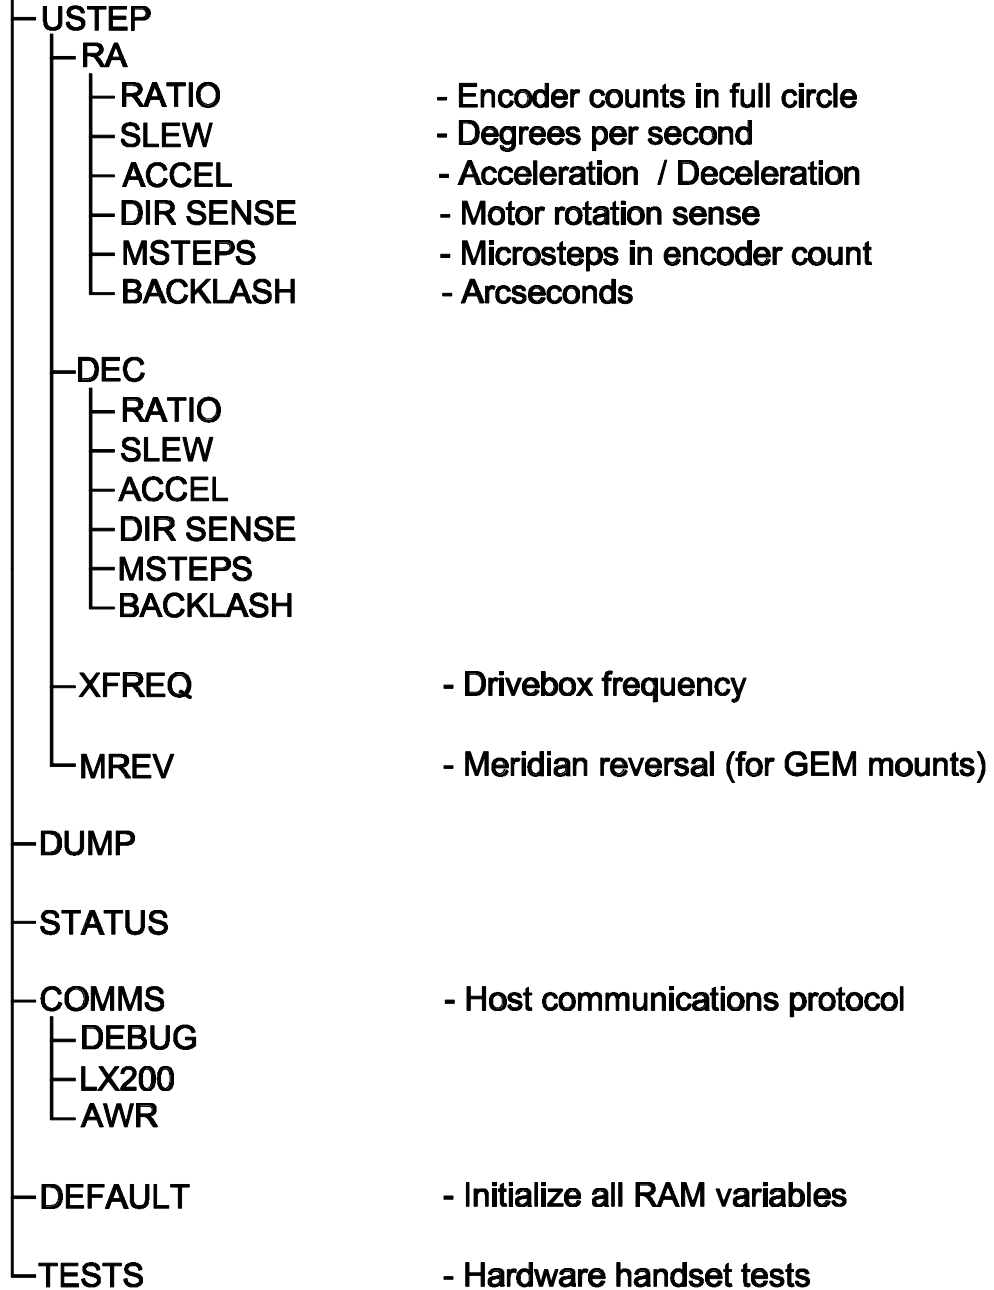 USTEP
RA
RATIO - Encoder counts in full circle
SLEW - Degrees per second
ACCEL - Acceleration / Deceleration
DIR SENSE - Motor rotation sense
MSTEPS - Microsteps in encoder count
BACKLASH - Arcseconds
DEC
RATIO
SLEW
ACCEL
DIR SENSE
MSTEPS
BACKLASH
XFREQ - Drivebox frequency
MREV - Meridian reversal (for GEM mounts)
DUMP
STATUS
COMMS - Host communications protocol
DEBUG
LX200
AWR
DEFAULT - Initialize all RAM variables
TESTS - Hardware handset tests